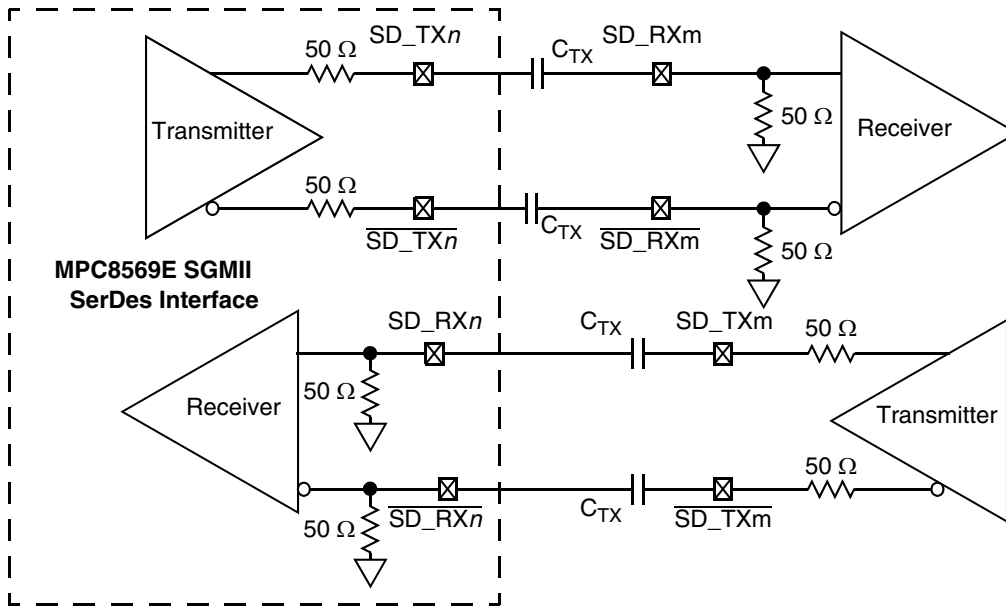 SD_TXn
SD_RXm
50 Ω
CTX
Transmitter
50 Ω
Receiver
50 Ω
CTX
SD_TXn
SD_RXm
50 Ω
MPC8569E SGMII
SerDes Interface
SD_RXn
CTX
SD_TXm
50 Ω
50 Ω
Receiver
Transmitter
50 Ω
SD_RXn
CTX
SD_TXm
50 Ω